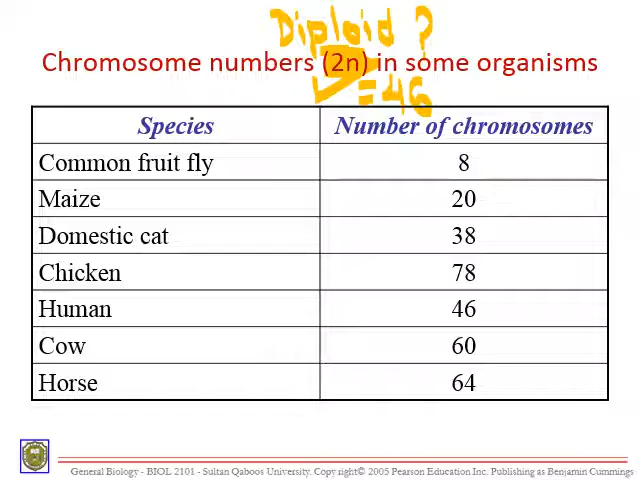 Diploid ?
Chromosome numbers (2n) in some organisms
= 46
Species Number of chromosomes
Common fruit fly 8
Maize 20
Domestic cat 38
Chicken 78
Human 46
Cow 60
Horse 64
General Biology - BIOL 2101 - Sultan Qaboos University. Copyright© 2005 Pearson Education Inc. Publishing as Benjamin Cummings